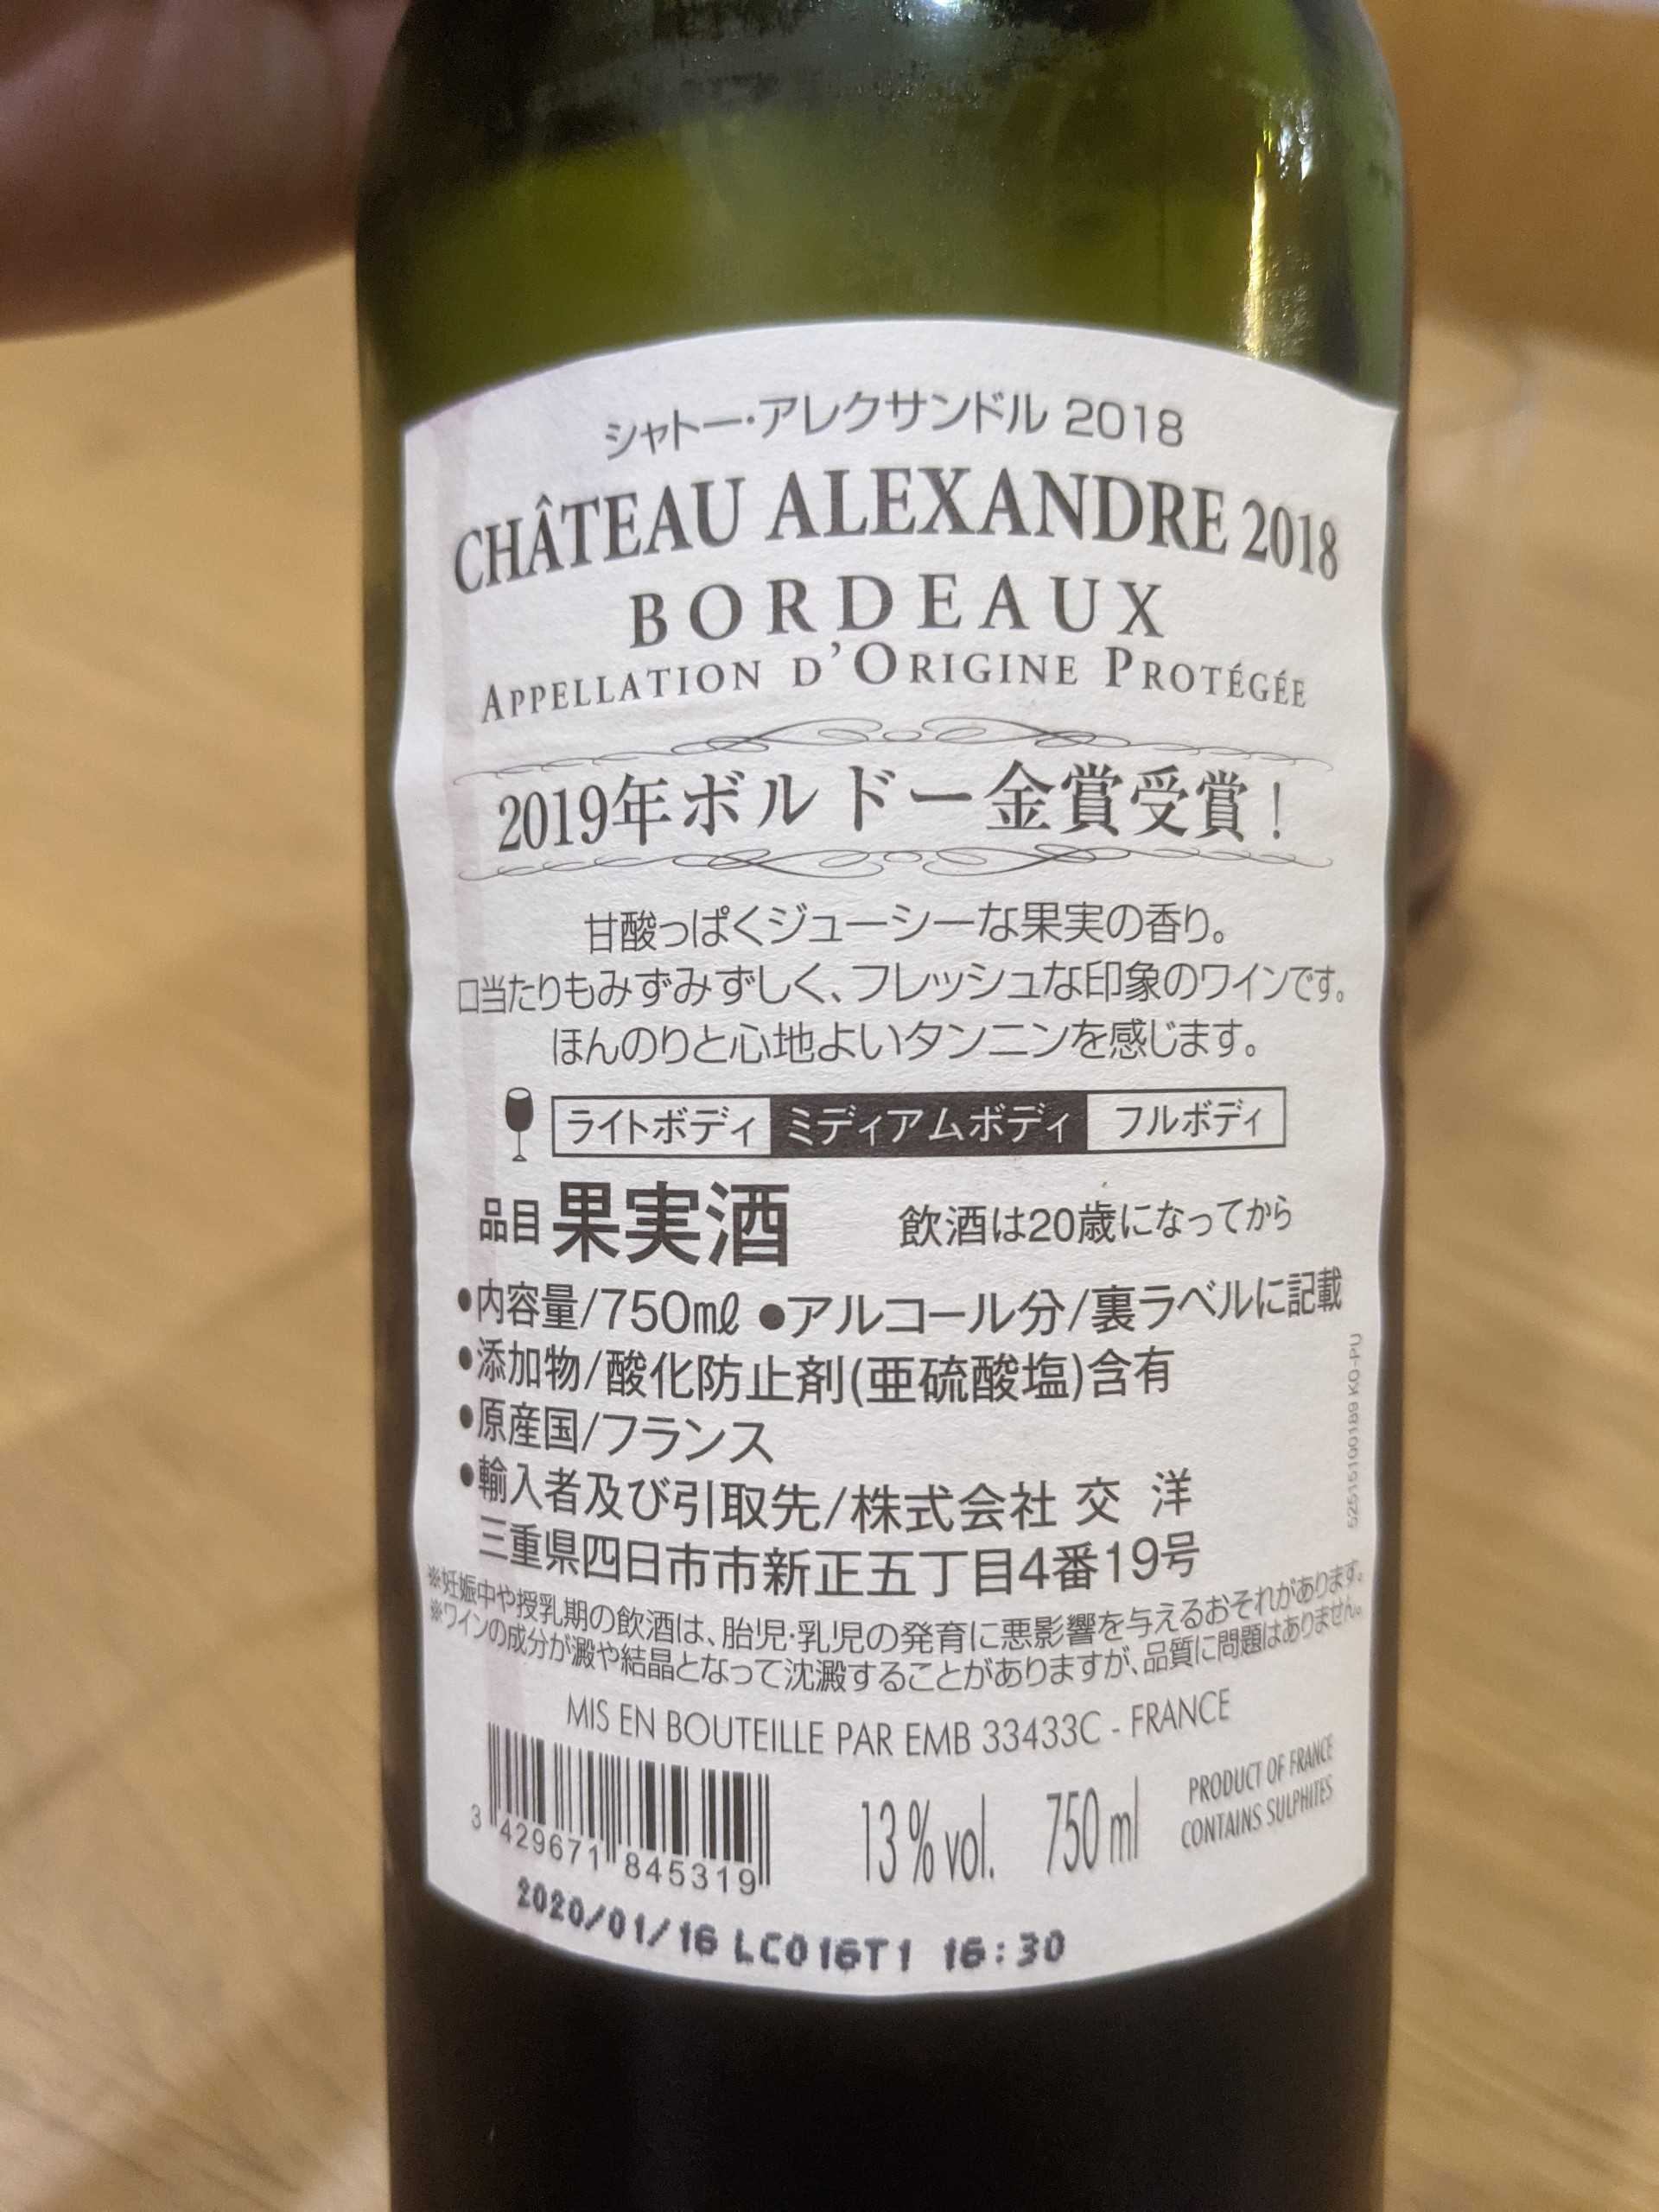 シャトー・アレクサンドル 2018
CHÂTEAU ALEXANDRE 2018
BORDEAUX
APPELLATION D'ORIGINE PROTÉGÉE
2019年ボルドー金賞受賞!
甘酸っぱくジューシーな果実の香り。
口当たりもみずみずしく、フレッシュな印象のワインです。
ほんのりと心地よいタンニンを感じます。
ライトボディ ミディアムボディ フルボディ
品目 果実酒 飲酒は20歳になってから
●内容量/750mℓ ●アルコール分/裏ラベルに記載
●添加物/酸化防止剤(亜硫酸塩)含有
●原産国/フランス
●輸入者及び引取先/株式会社 交 洋
三重県四日市市新正五丁目4番19号
※妊娠中や授乳期の飲酒は、胎児・乳児の発育に悪影響を与えるおそれがあります。
※ワインの成分が澱や結晶となって沈澱することがありますが、品質に問題はありません。
MIS EN BOUTEILLE PAR EMB 33433C - FRANCE
3 429671 845319
13 % vol. 750 ml
PRODUCT OF FRANCE
CONTAINS SULPHITES
2020/01/16 LC016T1 16:30